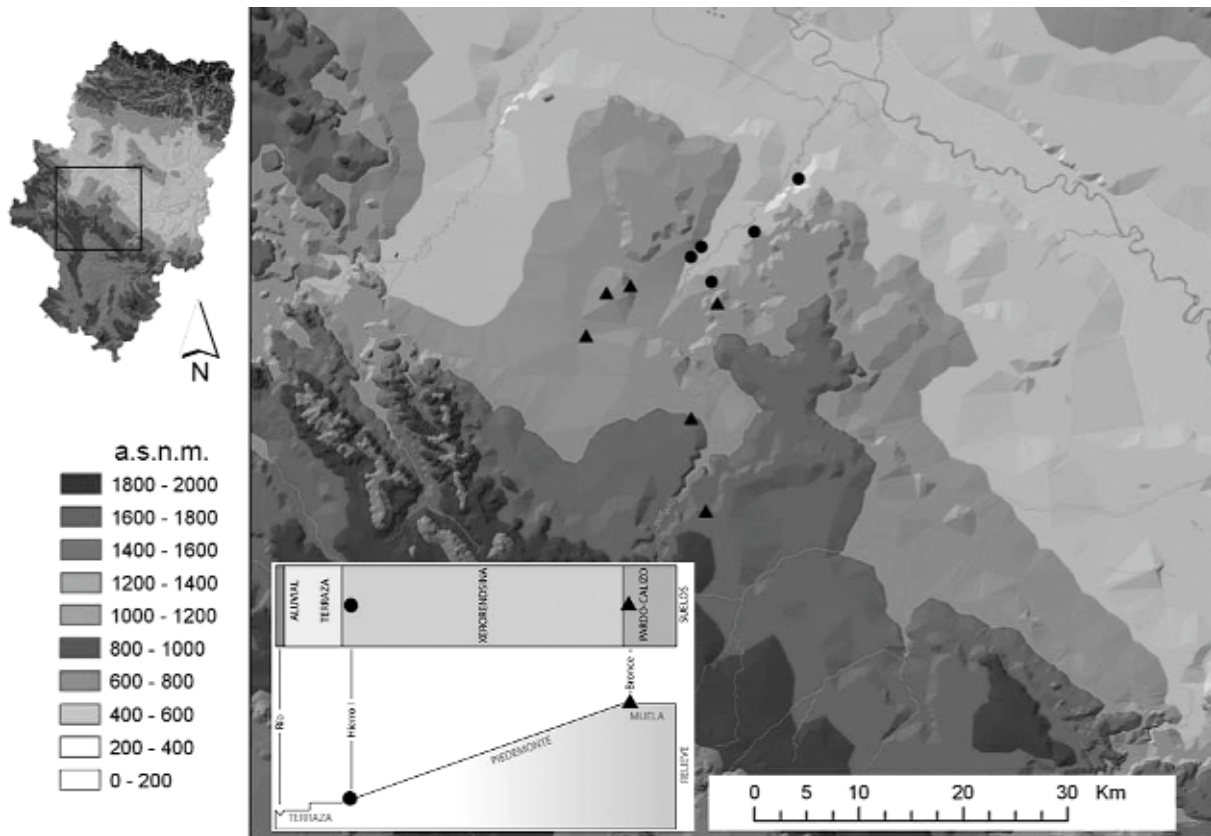 N
a.s.n.m.
1800 - 2000
1600 - 1800
1400 - 1600
1200 - 1400
1000 - 1200
800 - 1000
600 - 800
400 - 600
200 - 400
0 - 200
ALUVIAL
TERRAZA
XERORENDSINA
PARDO-CALIZO
SUELOS
Río
Hierro
Bronce
PIEDEMONTE
MUELA
TERRAZA
RELIEVE
0 5 10 20 30 Km